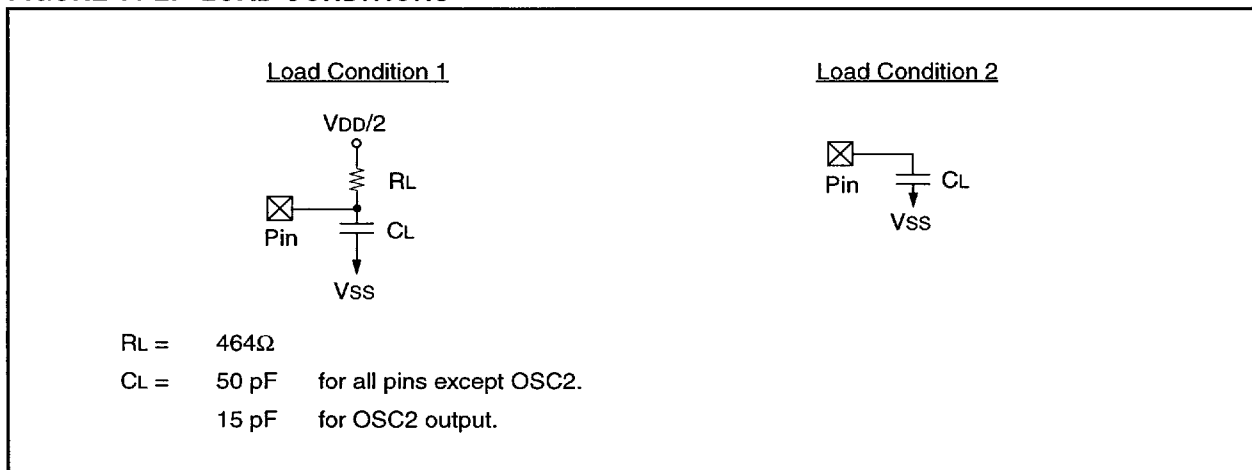 Load Condition 1
VDD/2
RL
Pin
CL
VSS
Load Condition 2
Pin
CL
VSS
RL = 464Ω
CL = 50 pF for all pins except OSC2.
15 pF for OSC2 output.